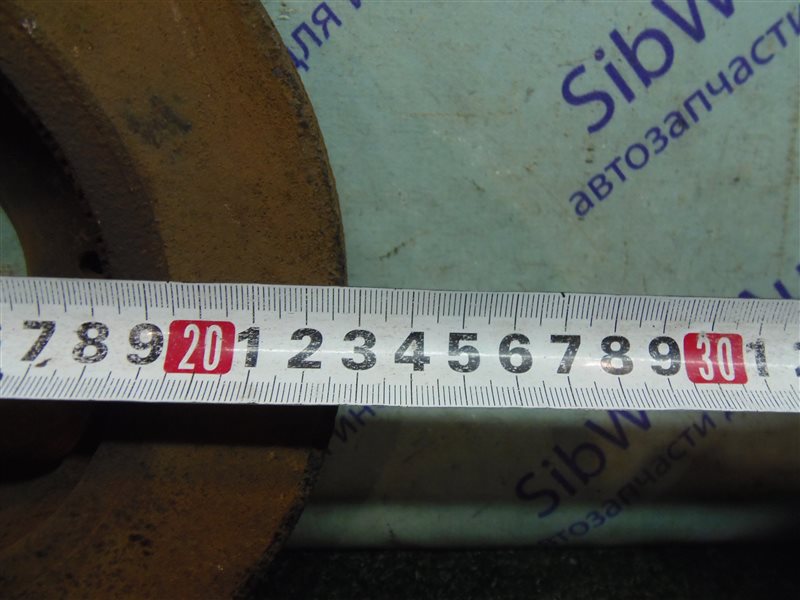 для и
SibW
автозапчасти
7 8 9 20 1 2 3 4 5 6 7 8 9 30 1
SibW
автозапчасти д